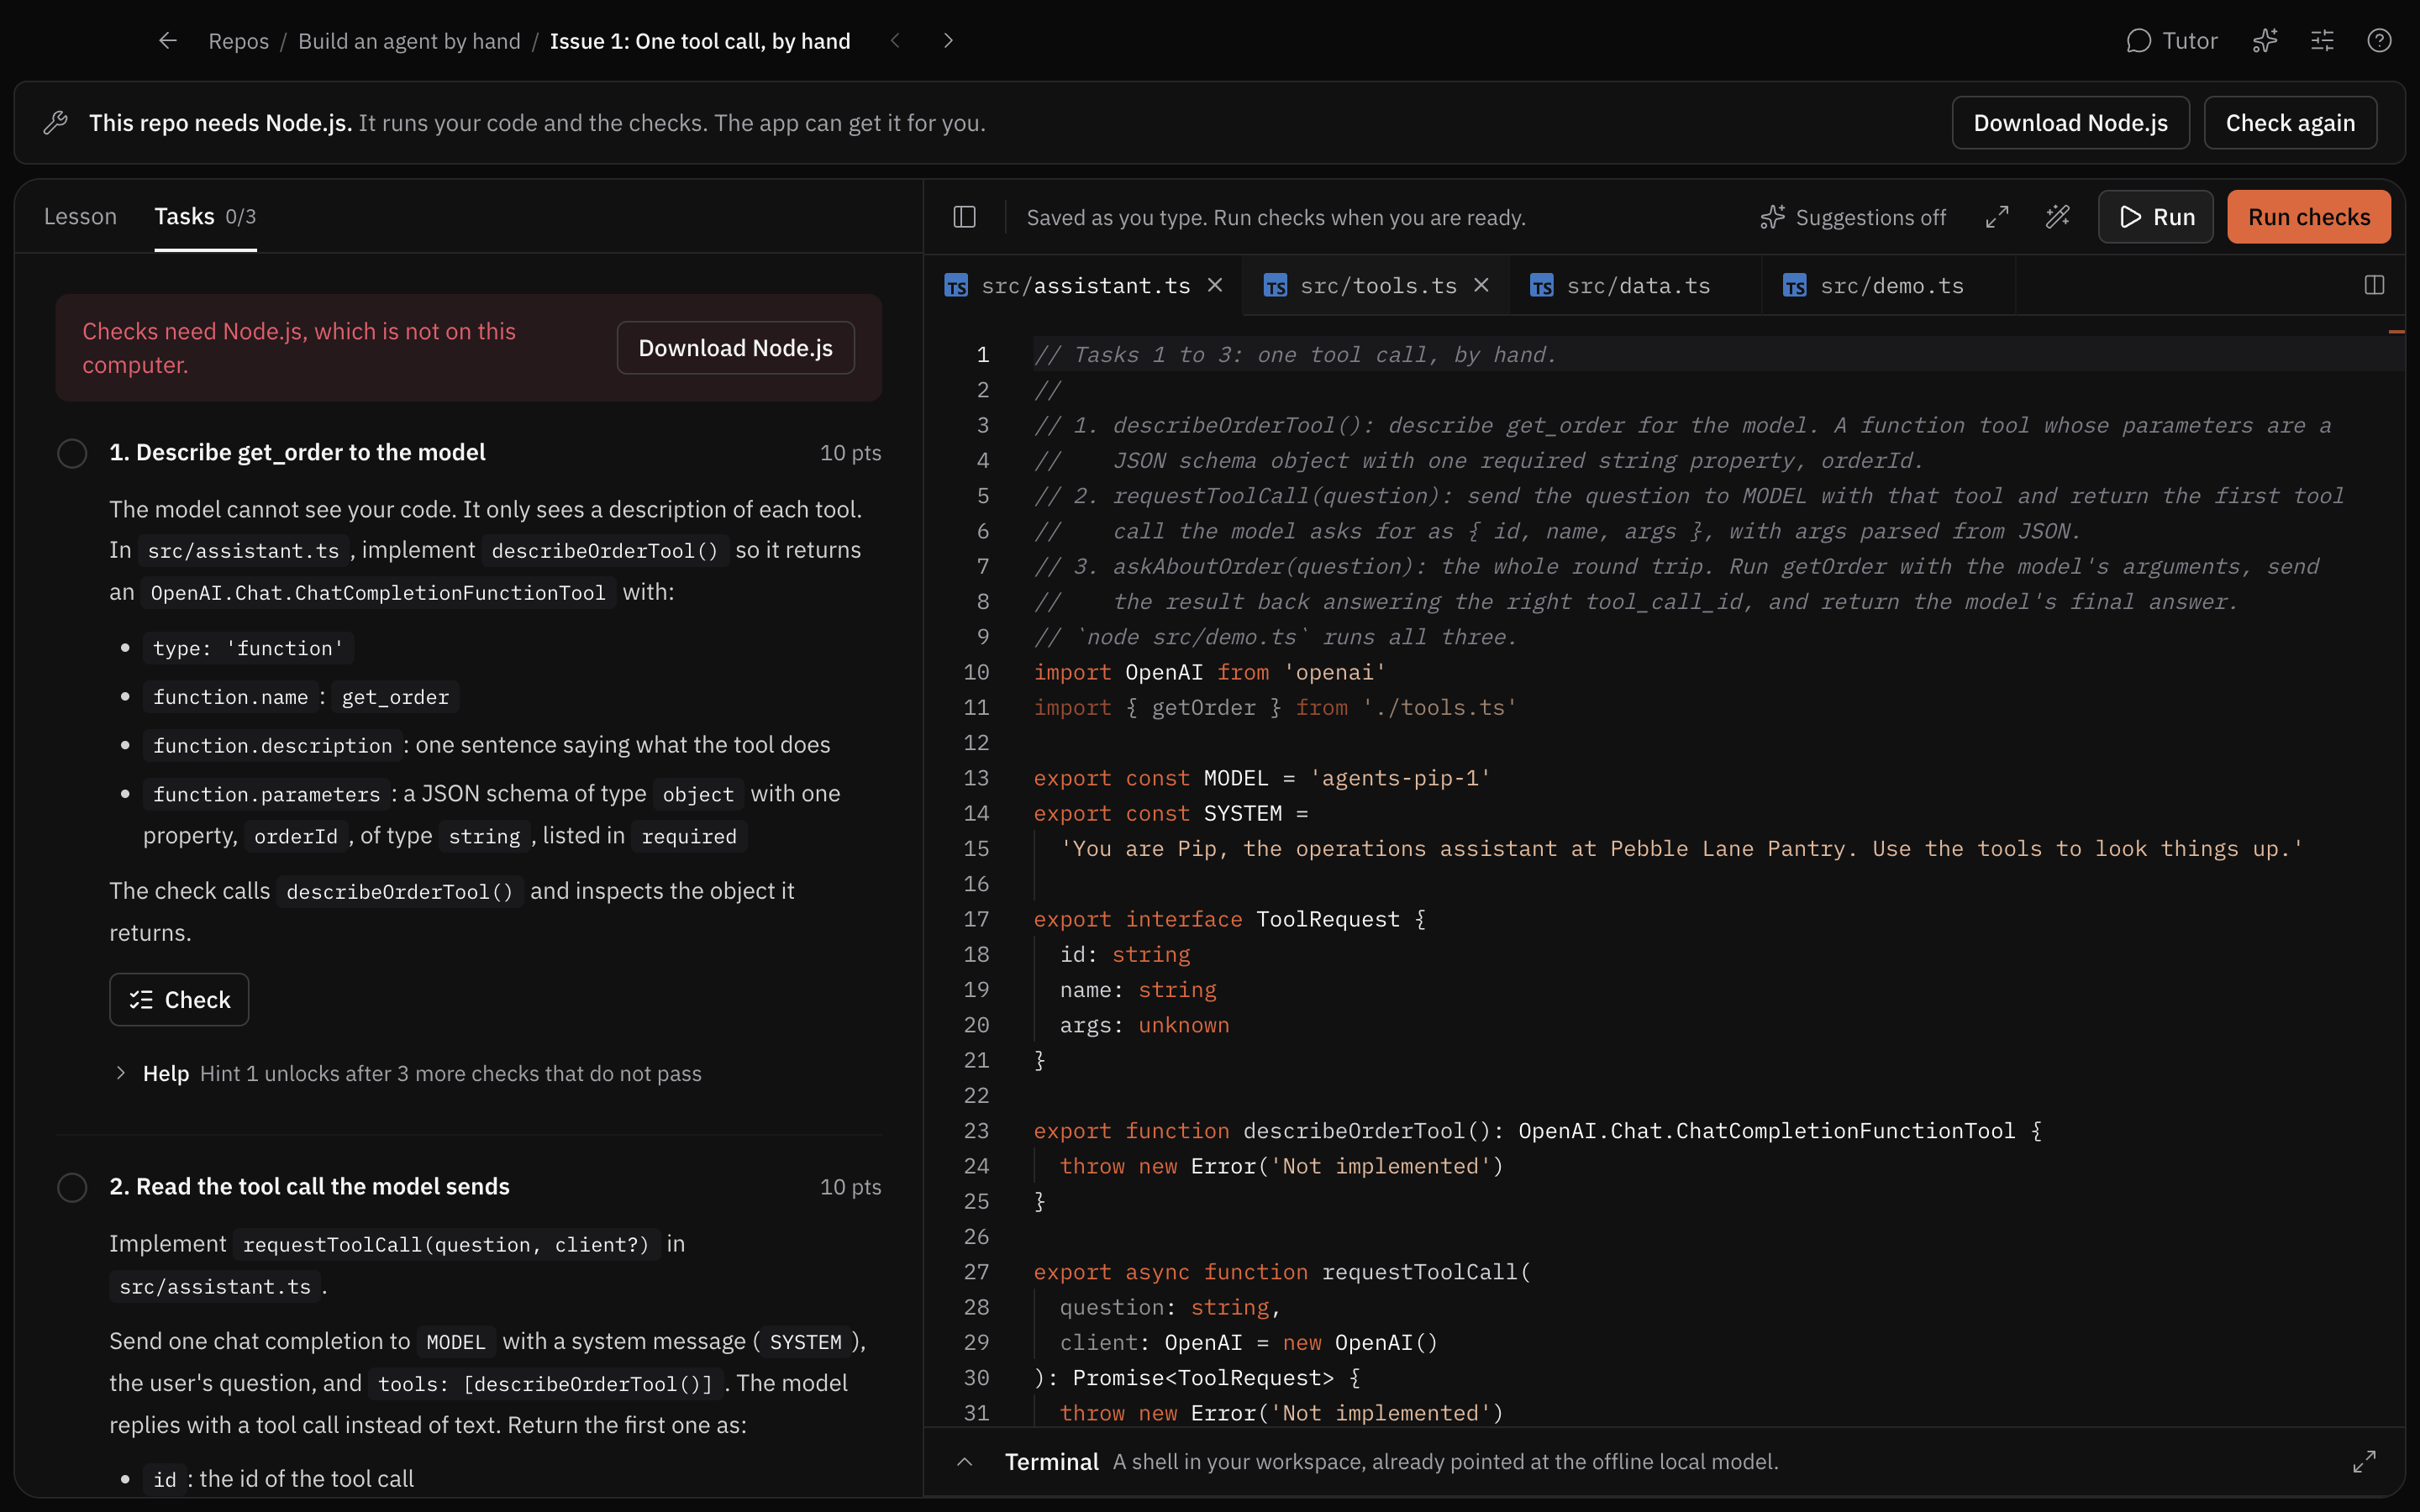 Repos / Build an agent by hand / Issue 1: One tool call, by hand
Tutor
This repo needs Node.js. It runs your code and the checks. The app can get it for you.
Download Node.js
Check again
Lesson
Tasks 0/3
Checks need Node.js, which is not on this
computer.
Download Node.js
1. Describe get_order to the model
10 pts
The model cannot see your code. It only sees a description of each tool.
In src/assistant.ts, implement describeOrderTool() so it returns
an OpenAI.Chat.ChatCompletionFunctionTool with:
• type: 'function'
• function.name: get_order
• function.description: one sentence saying what the tool does
• function.parameters: a JSON schema of type object with one
property, orderId, of type string, listed in required
The check calls describeOrderTool() and inspects the object it
returns.
Check
Help Hint 1 unlocks after 3 more checks that do not pass
2. Read the tool call the model sends
10 pts
Implement requestToolCall(question, client?) in
src/assistant.ts.
Send one chat completion to MODEL with a system message (SYSTEM),
the user's question, and tools: [describeOrderTool()]. The model
replies with a tool call instead of text. Return the first one as:
• id: the id of the tool call
Saved as you type. Run checks when you are ready.
Suggestions off
Run
Run checks
TS src/assistant.ts
TS src/tools.ts
TS src/data.ts
TS src/demo.ts
1 // Tasks 1 to 3: one tool call, by hand.
2 //
3 // 1. describeOrderTool(): describe get_order for the model. A function tool whose parameters are a
4 //    JSON schema object with one required string property, orderId.
5 // 2. requestToolCall(question): send the question to MODEL with that tool and return the first tool
6 //    call the model asks for as { id, name, args }, with args parsed from JSON.
7 // 3. askAboutOrder(question): the whole round trip. Run getOrder with the model's arguments, send
8 //    the result back answering the right tool_call_id, and return the model's final answer.
9 // `node src/demo.ts` runs all three.
10 import OpenAI from 'openai'
11 import { getOrder } from './tools.ts'
12
13 export const MODEL = 'agents-pip-1'
14 export const SYSTEM =
15   'You are Pip, the operations assistant at Pebble Lane Pantry. Use the tools to look things up.'
16
17 export interface ToolRequest {
18   id: string
19   name: string
20   args: unknown
21 }
22
23 export function describeOrderTool(): OpenAI.Chat.ChatCompletionFunctionTool {
24   throw new Error('Not implemented')
25 }
26
27 export async function requestToolCall(
28   question: string,
29   client: OpenAI = new OpenAI()
30 ): Promise<ToolRequest> {
31   throw new Error('Not implemented')
Terminal A shell in your workspace, already pointed at the offline local model.